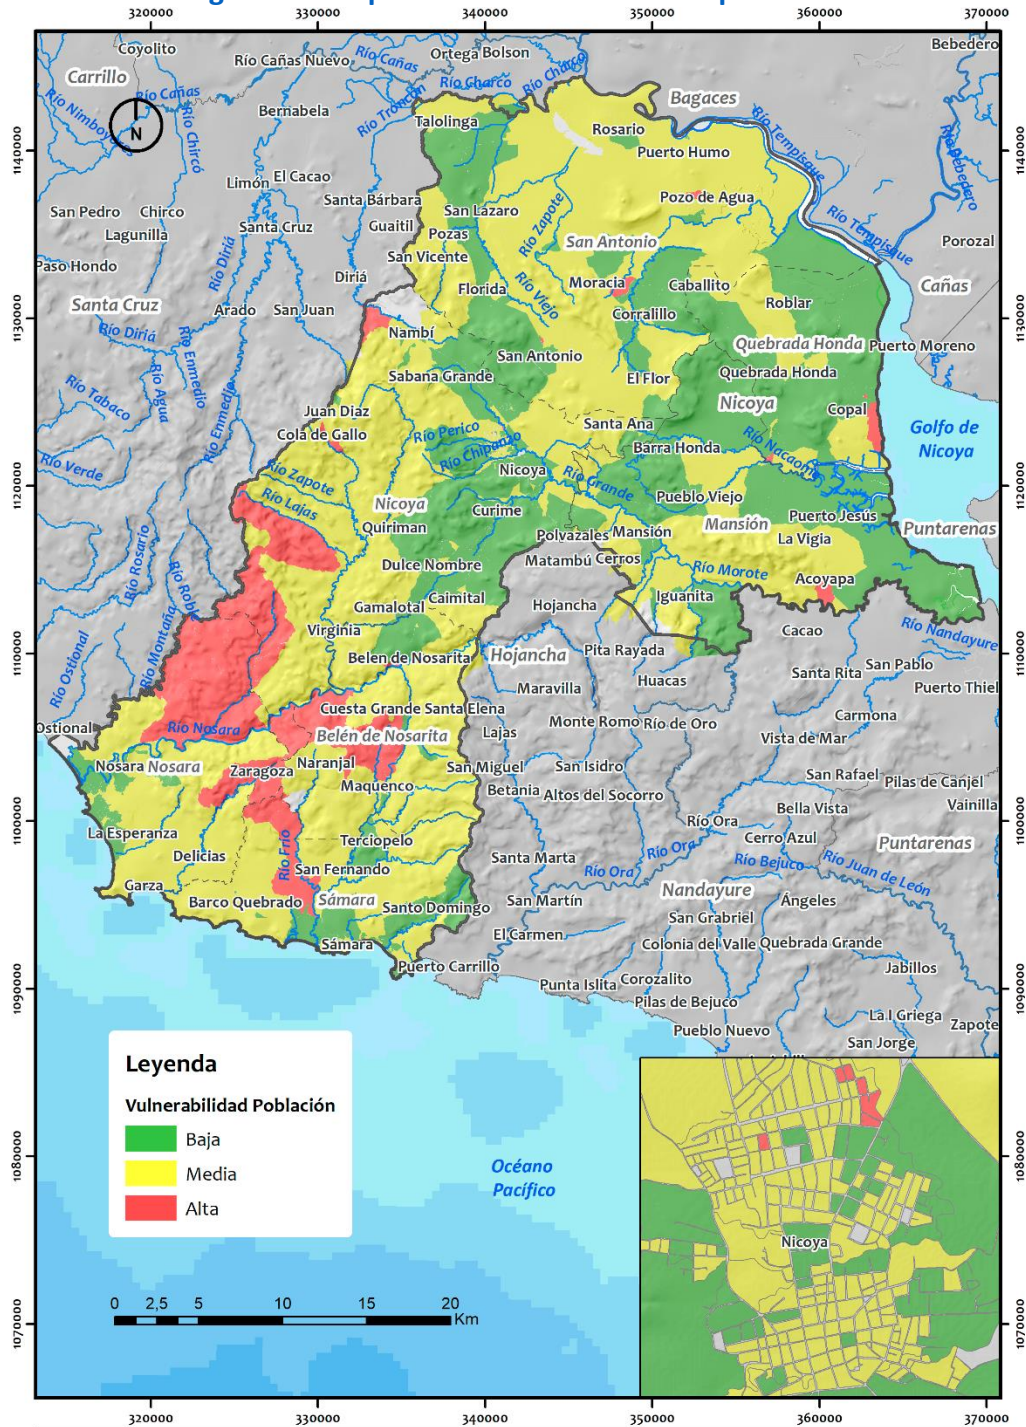 320000
330000
340000
350000
360000
370000
Coyolito
Ortega
Bolson
Bebedero
Carrillo
Río Cañas Nuevo
Río Cañas
Río Charco
Río Charco
Río Cañas
Bagaces
Río Nimboy
Bernabela
Río Troncón
Talolinga
Rosario
Río Tempisque
Río Bebedero
N
Río Chircó
1140000
Puerto Humo
1140000
Limón
El Cacao
Santa Bárbara
Pozo de Agua
San Pedro
Chirco
San Lazaro
Río Zapote
Lagunilla
Santa Cruz
Guaitil
Pozas
San Antonio
Río Tempisque
Porozal
Paso Hondo
Río Diriá
San Vicente
Diriá
Florida
Río Viejo
Moracia
Caballito
Cañas
Santa Cruz
Arado
San Juan
Corralillo
Roblar
1130000
1130000
Río Diriá
Nambí
San Antonio
Quebrada Honda
Puerto Moreno
Río Enmedio
Río Agua
Río Enmedio
Sabana Grande
El Flor
Quebrada Honda
Río Tabaco
Juan Diaz
Nicoya
Copal
Cola de Gallo
Río Perico
Santa Ana
Golfo de
Nicoya
Río Chipanzo
Barra Honda
Río Nacaome
Río Verde
Río Zapote
Nicoya
Río Grande
1120000
1120000
Río Lajas
Nicoya
Curime
Pueblo Viejo
Quiriman
Mansión
Puerto Jesús
Puntarenas
Polvazales
Mansión
La Vigia
Río Rosario
Dulce Nombre
Matambú
Cerros
Río Morote
Acoyapa
Río Montaña
Gamalotal
Caimital
Hojancha
Iguanita
Río Ostional
Virginia
Cacao
Río Nandayure
1100000
Belen de Nosarita
Hojancha
Pita Rayada
1100000
Maravilla
Huacas
Santa Rita
San Pablo
Puerto Thiel
Cuesta Grande
Santa Elena
Ostional
Río Nosara
Belén de Nosarita
Lajas
Monte Romo
Río de Oro
Carmona
Vista de Mar
Nosara
Nosara
Zaragoza
Naranjal
San Miguel
San Isidro
San Rafael
Pilas de Canjel
Maquenco
Betania
Altos del Socorro
Bella Vista
Vainilla
1100000
La Esperanza
Río Ora
1100000
Terciopelo
Cerro Azul
Puntarenas
Delicias
Río Frio
Santa Marta
Río Ora
Río Bejuco
Río Juan de León
San Fernando
Río Ora
Garza
Barco Quebrado
Sámara
Santo Domingo
San Martín
Nandayure
Ángeles
San Grabriel
El Carmen
Sámara
Colonia del Valle
Quebrada Grande
Puerto Carrillo
Jabillos
1090000
Punta Islita
Corozalito
1090000
Pilas de Bejuco
La I Griega
Pueblo Nuevo
Zapote
San Jorge
Leyenda
Vulnerabilidad Población
Baja
Media
Alta
1080000
Océano
Pacífico
1080000
Nicoya
0
2,5
5
10
15
20
Km
1070000
1070000
320000
330000
340000
350000
360000
370000